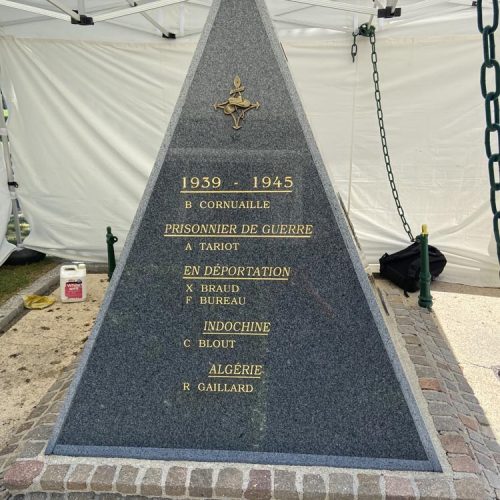 1939 - 1945
B CORNUAILLE
PRISONNIER DE GUERRE
A TARIOT
EN DÉPORTATION
X BRAUD
F BUREAU
INDOCHINE
C BLOUT
ALGÉRIE
R GAILLARD